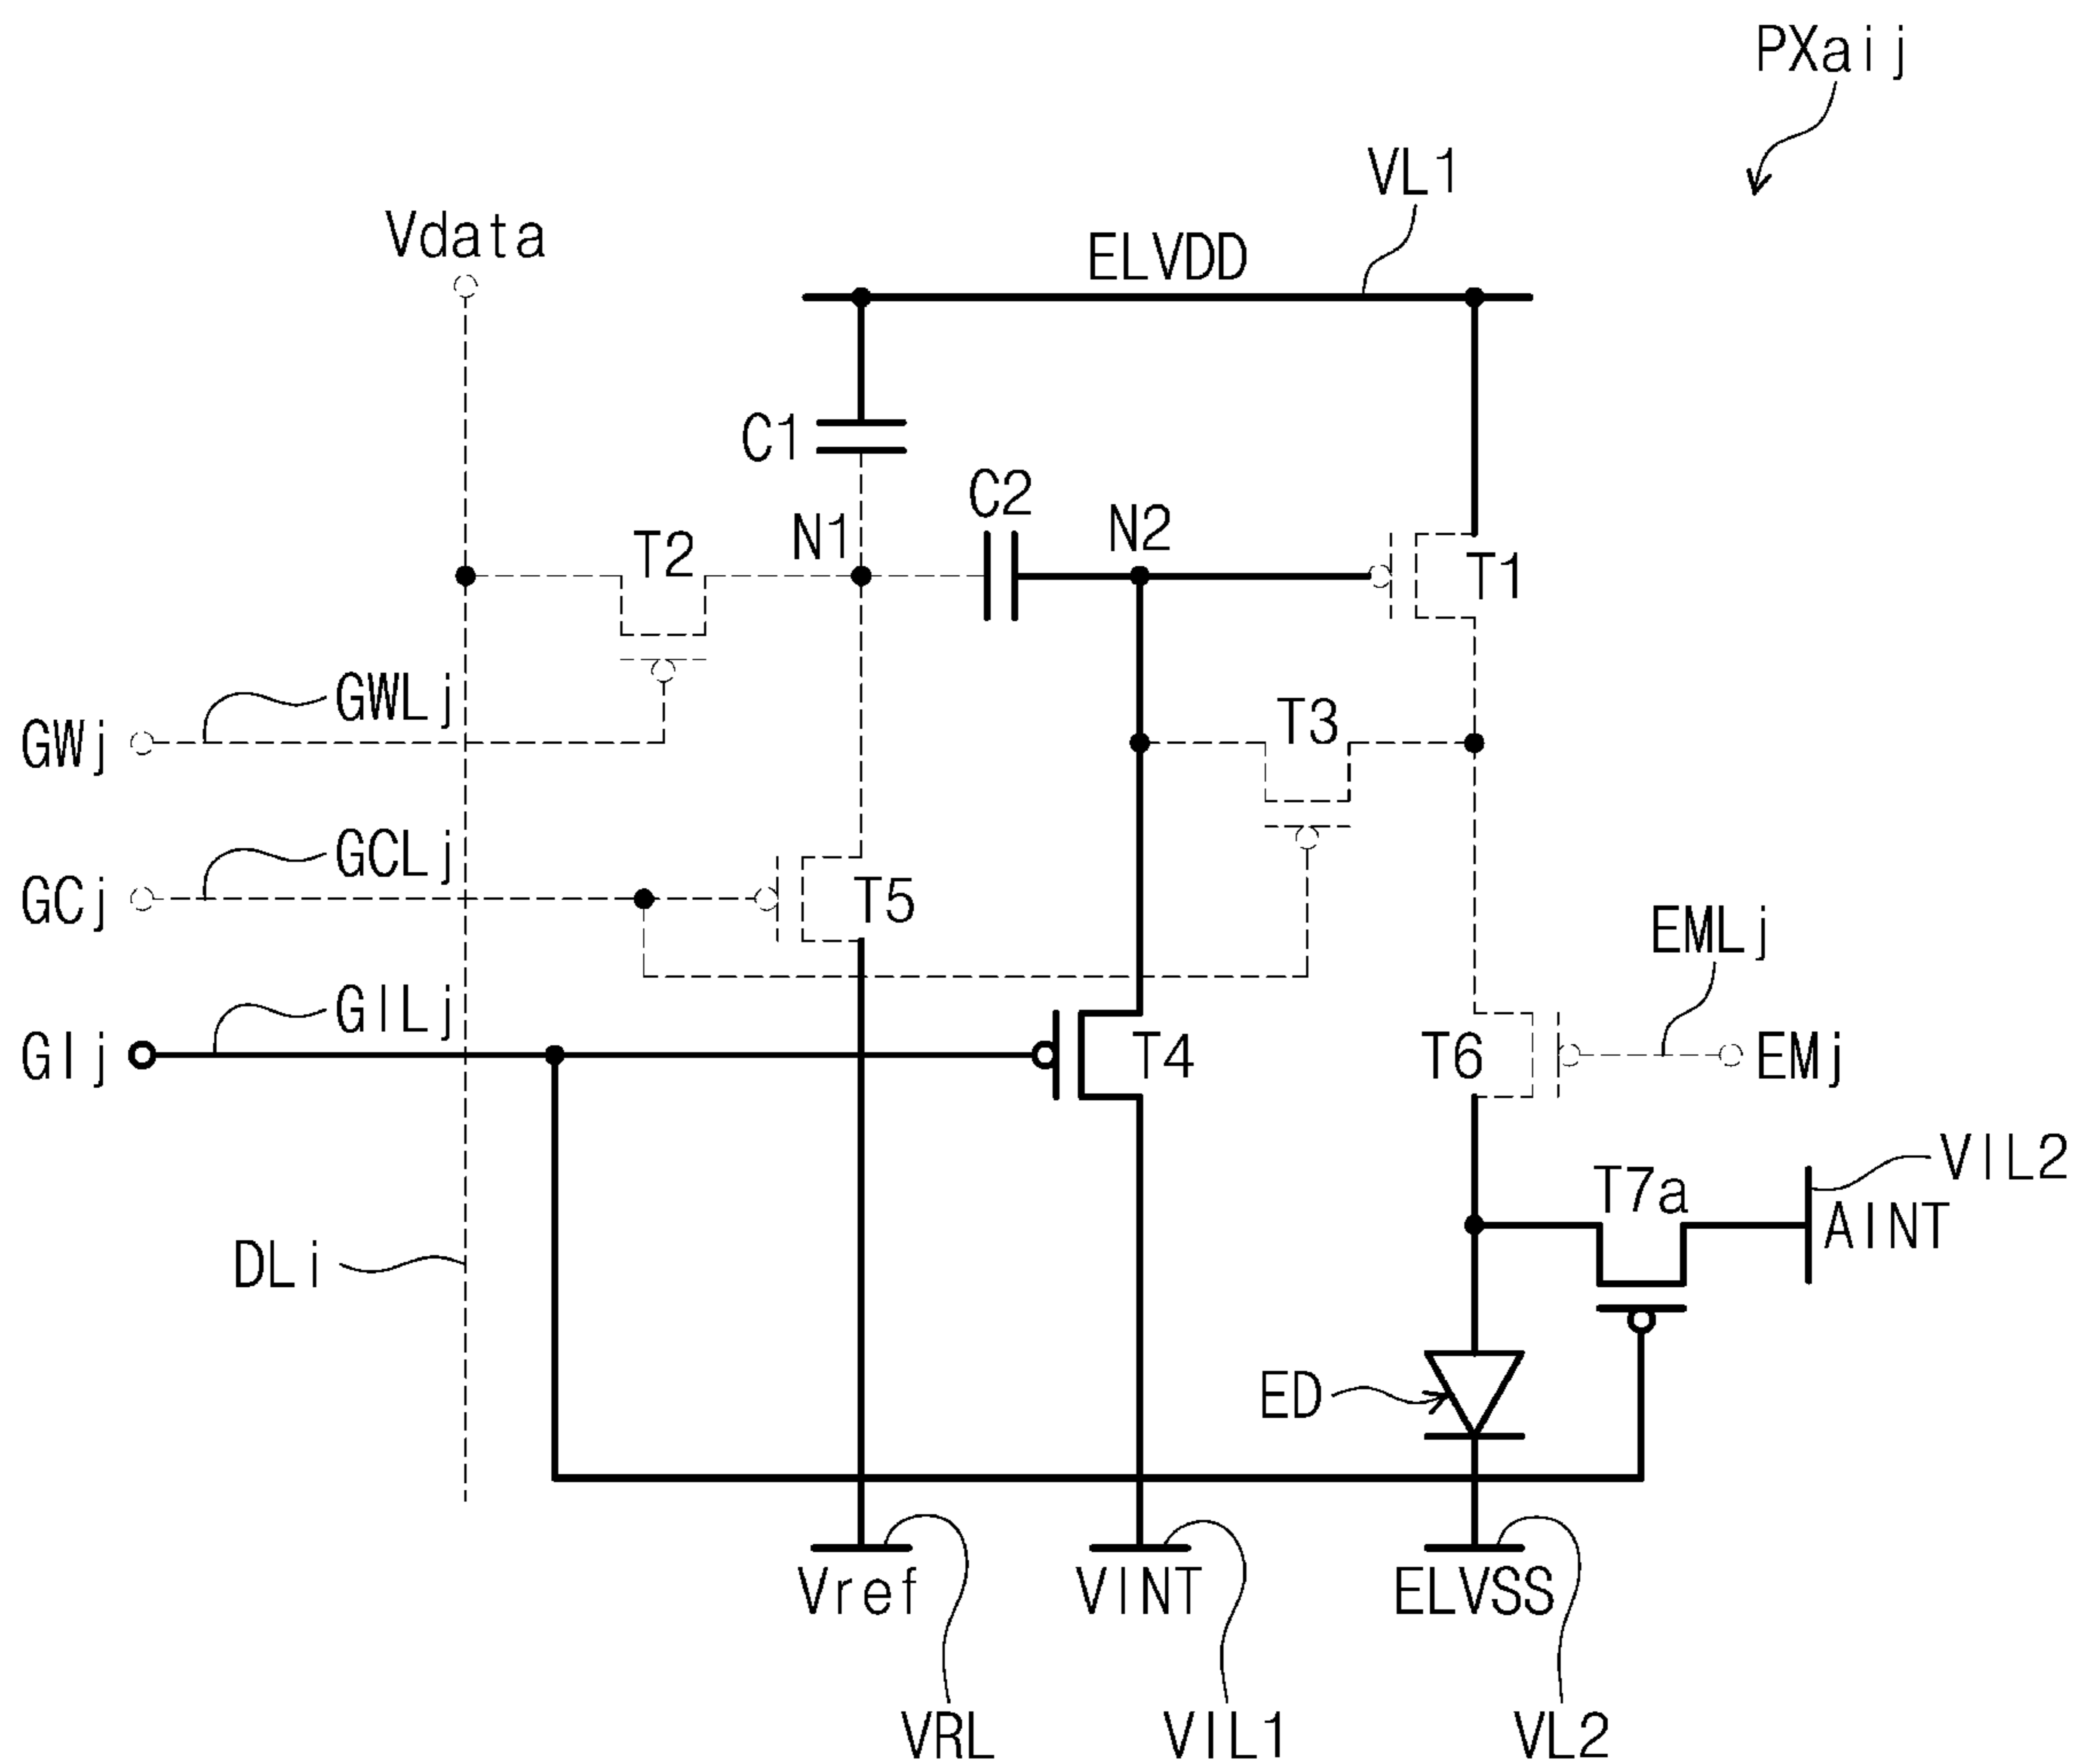 PXaij
VL1
Vdata
ELVDD
C1
C2
N1
N2
T2
T1
GWLj
T3
GWj
GCLj
GCj
T5
EMLj
GILj
GIj
T4
T6
EMj
VIL2
T7a
AINT
DLi
ED
Vref
VINT
ELVSS
VRL
VIL1
VL2